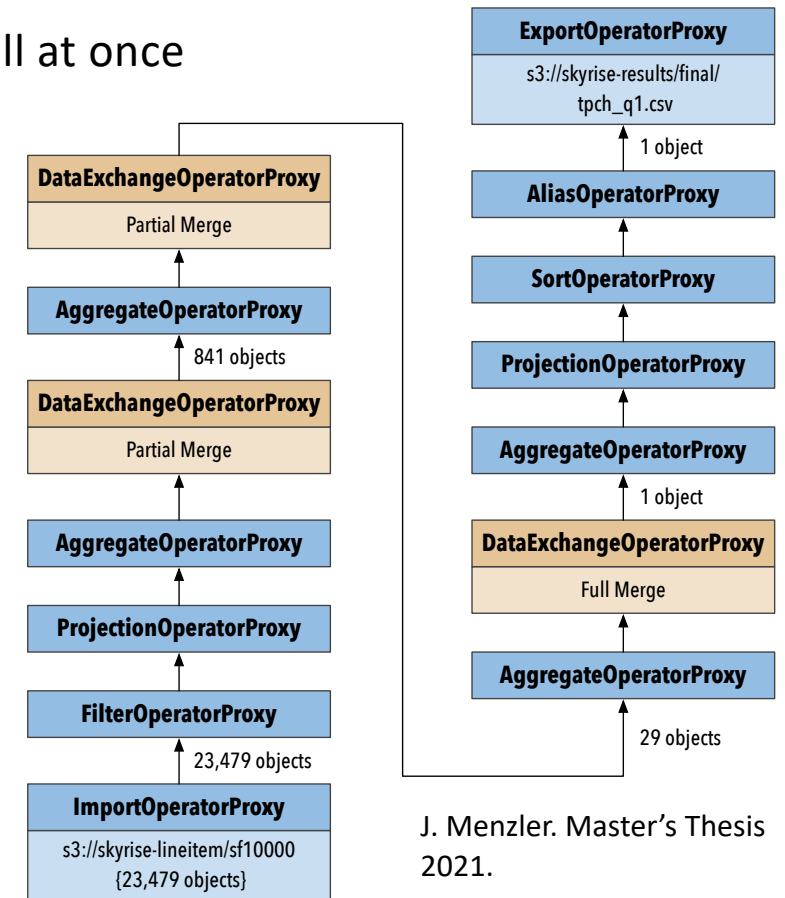 ll at once
DataExchangeOperatorProxy
Partial Merge
AggregateOperatorProxy
841 objects
DataExchangeOperatorProxy
Partial Merge
AggregateOperatorProxy
ProjectionOperatorProxy
FilterOperatorProxy
23,479 objects
ImportOperatorProxy
s3://skyrise-lineitem/sf10000
{23,479 objects}
ExportOperatorProxy
s3://skyrise-results/final/
tpch_q1.csv
1 object
AliasOperatorProxy
SortOperatorProxy
ProjectionOperatorProxy
AggregateOperatorProxy
1 object
DataExchangeOperatorProxy
Full Merge
AggregateOperatorProxy
29 objects
J. Menzler. Master’s Thesis
2021.